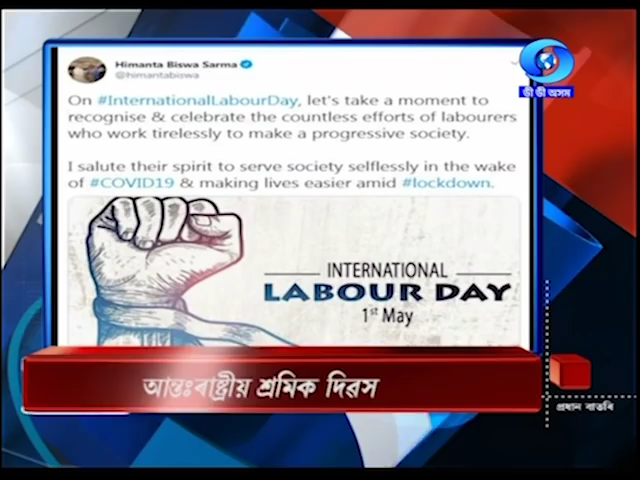 Himanta Biswa Sarma
@himantabiswa
On #InternationalLabourDay, let's take a moment to
recognise & celebrate the countless efforts of labourers
who work tirelessly to make a progressive society.
I salute their spirit to serve society selflessly in the wake
of #COVID19 & making lives easier amid #lockdown.
INTERNATIONAL
LABOUR DAY
1st May
ডী ডী অসম
আন্তঃৰাষ্ট্ৰীয় শ্ৰমিক দিৱস
প্ৰধান বাতৰি